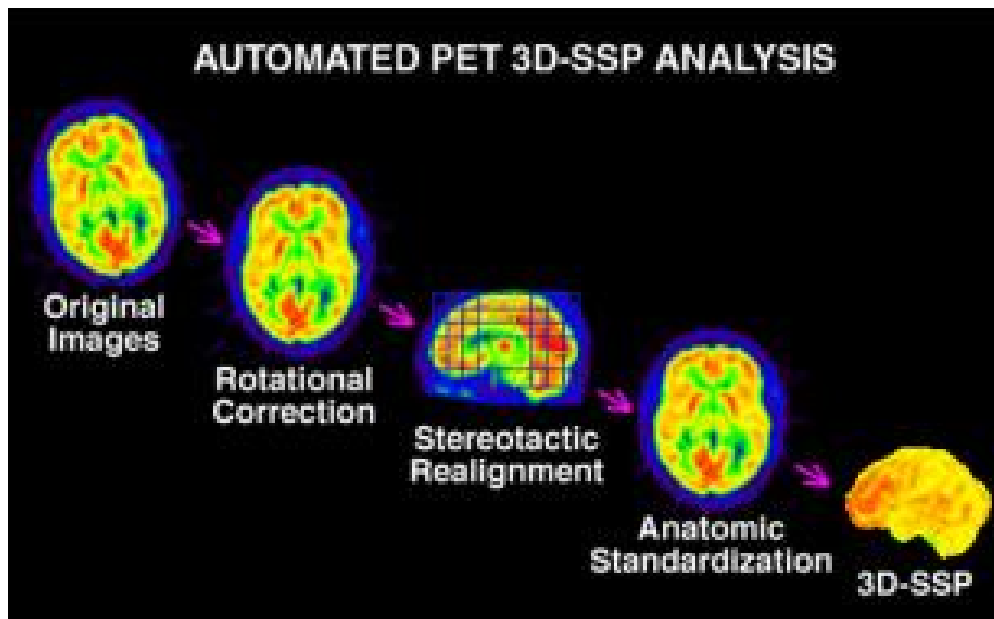 AUTOMATED PET 3D-SSP ANALYSIS
Original
Images
Rotational
Correction
Stereotactic
Realignment
Anatomic
Standardization
3D-SSP